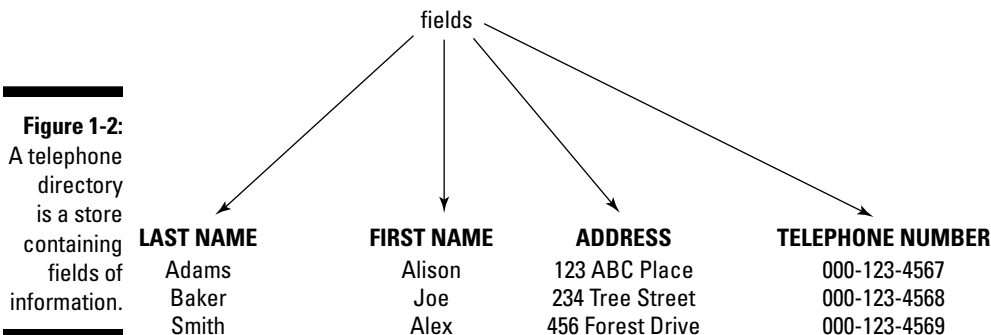 fields
Figure 1-2:
A telephone
directory
is a store
containing
fields of
information.
LAST NAME FIRST NAME ADDRESS TELEPHONE NUMBER
Adams Alison 123 ABC Place 000-123-4567
Baker Joe 234 Tree Street 000-123-4568
Smith Alex 456 Forest Drive 000-123-4569